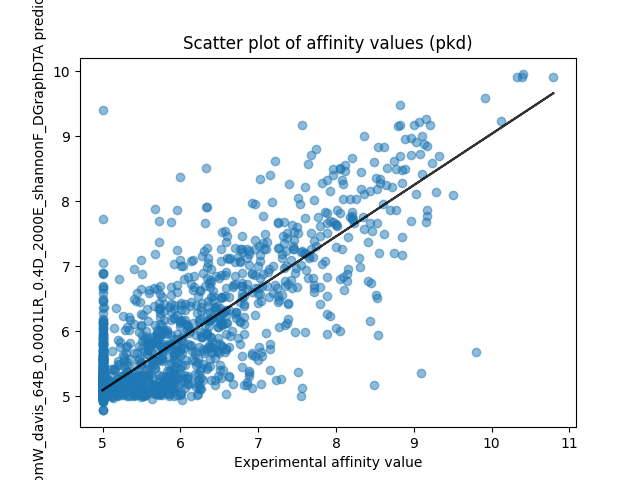 Scatter plot of affinity values (pkd)
omW_davis_64B_0.0001LR_0.4D_2000E_shannonF_DGraphDTA predic
10
9
8
7
6
5
5 6 7 8 9 10 11
Experimental affinity value